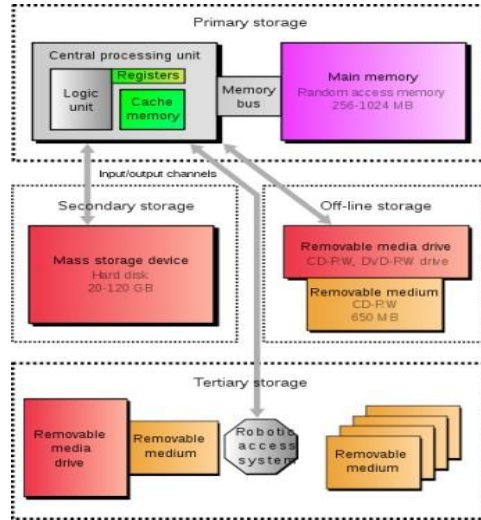 Primary storage
Central processing unit
Registers
Logic
unit
Cache
memory
Memory
bus
Main memory
Random access memory
256-1024 MB
Input/output channels
Secondary storage
Mass storage device
Hard disk
20-120 GB
Off-line storage
Removable media drive
CD-RW, DVD-RW drive
Removable medium
CD-RW
650 MB
Tertiary storage
Removable
media
drive
Removable
medium
Robotic
access
system
Removable
medium